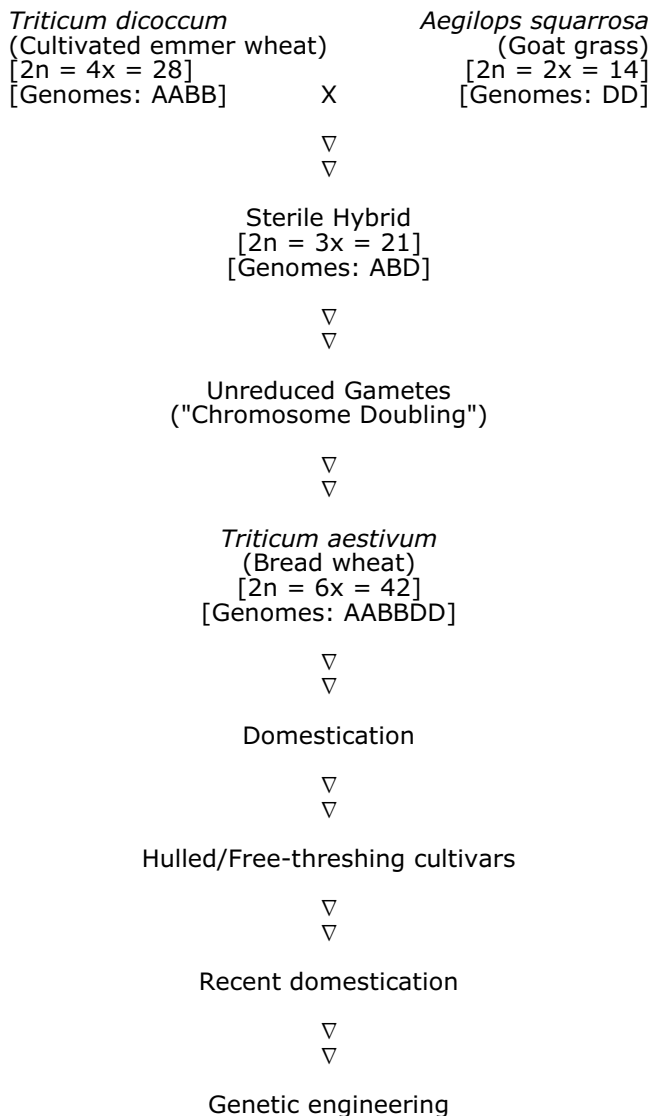 Triticum dicoccum Aegilops squarrosa
(Cultivated emmer wheat) (Goat grass)
[2n = 4x = 28] [2n = 2x = 14]
[Genomes: AABB] X [Genomes: DD]
∇
∇
Sterile Hybrid
[2n = 3x = 21]
[Genomes: ABD]
∇
∇
Unreduced Gametes
("Chromosome Doubling")
∇
∇
Triticum aestivum
(Bread wheat)
[2n = 6x = 42]
[Genomes: AABBDD]
∇
∇
Domestication
∇
∇
Hulled/Free-threshing cultivars
∇
∇
Recent domestication
∇
∇
Genetic engineering